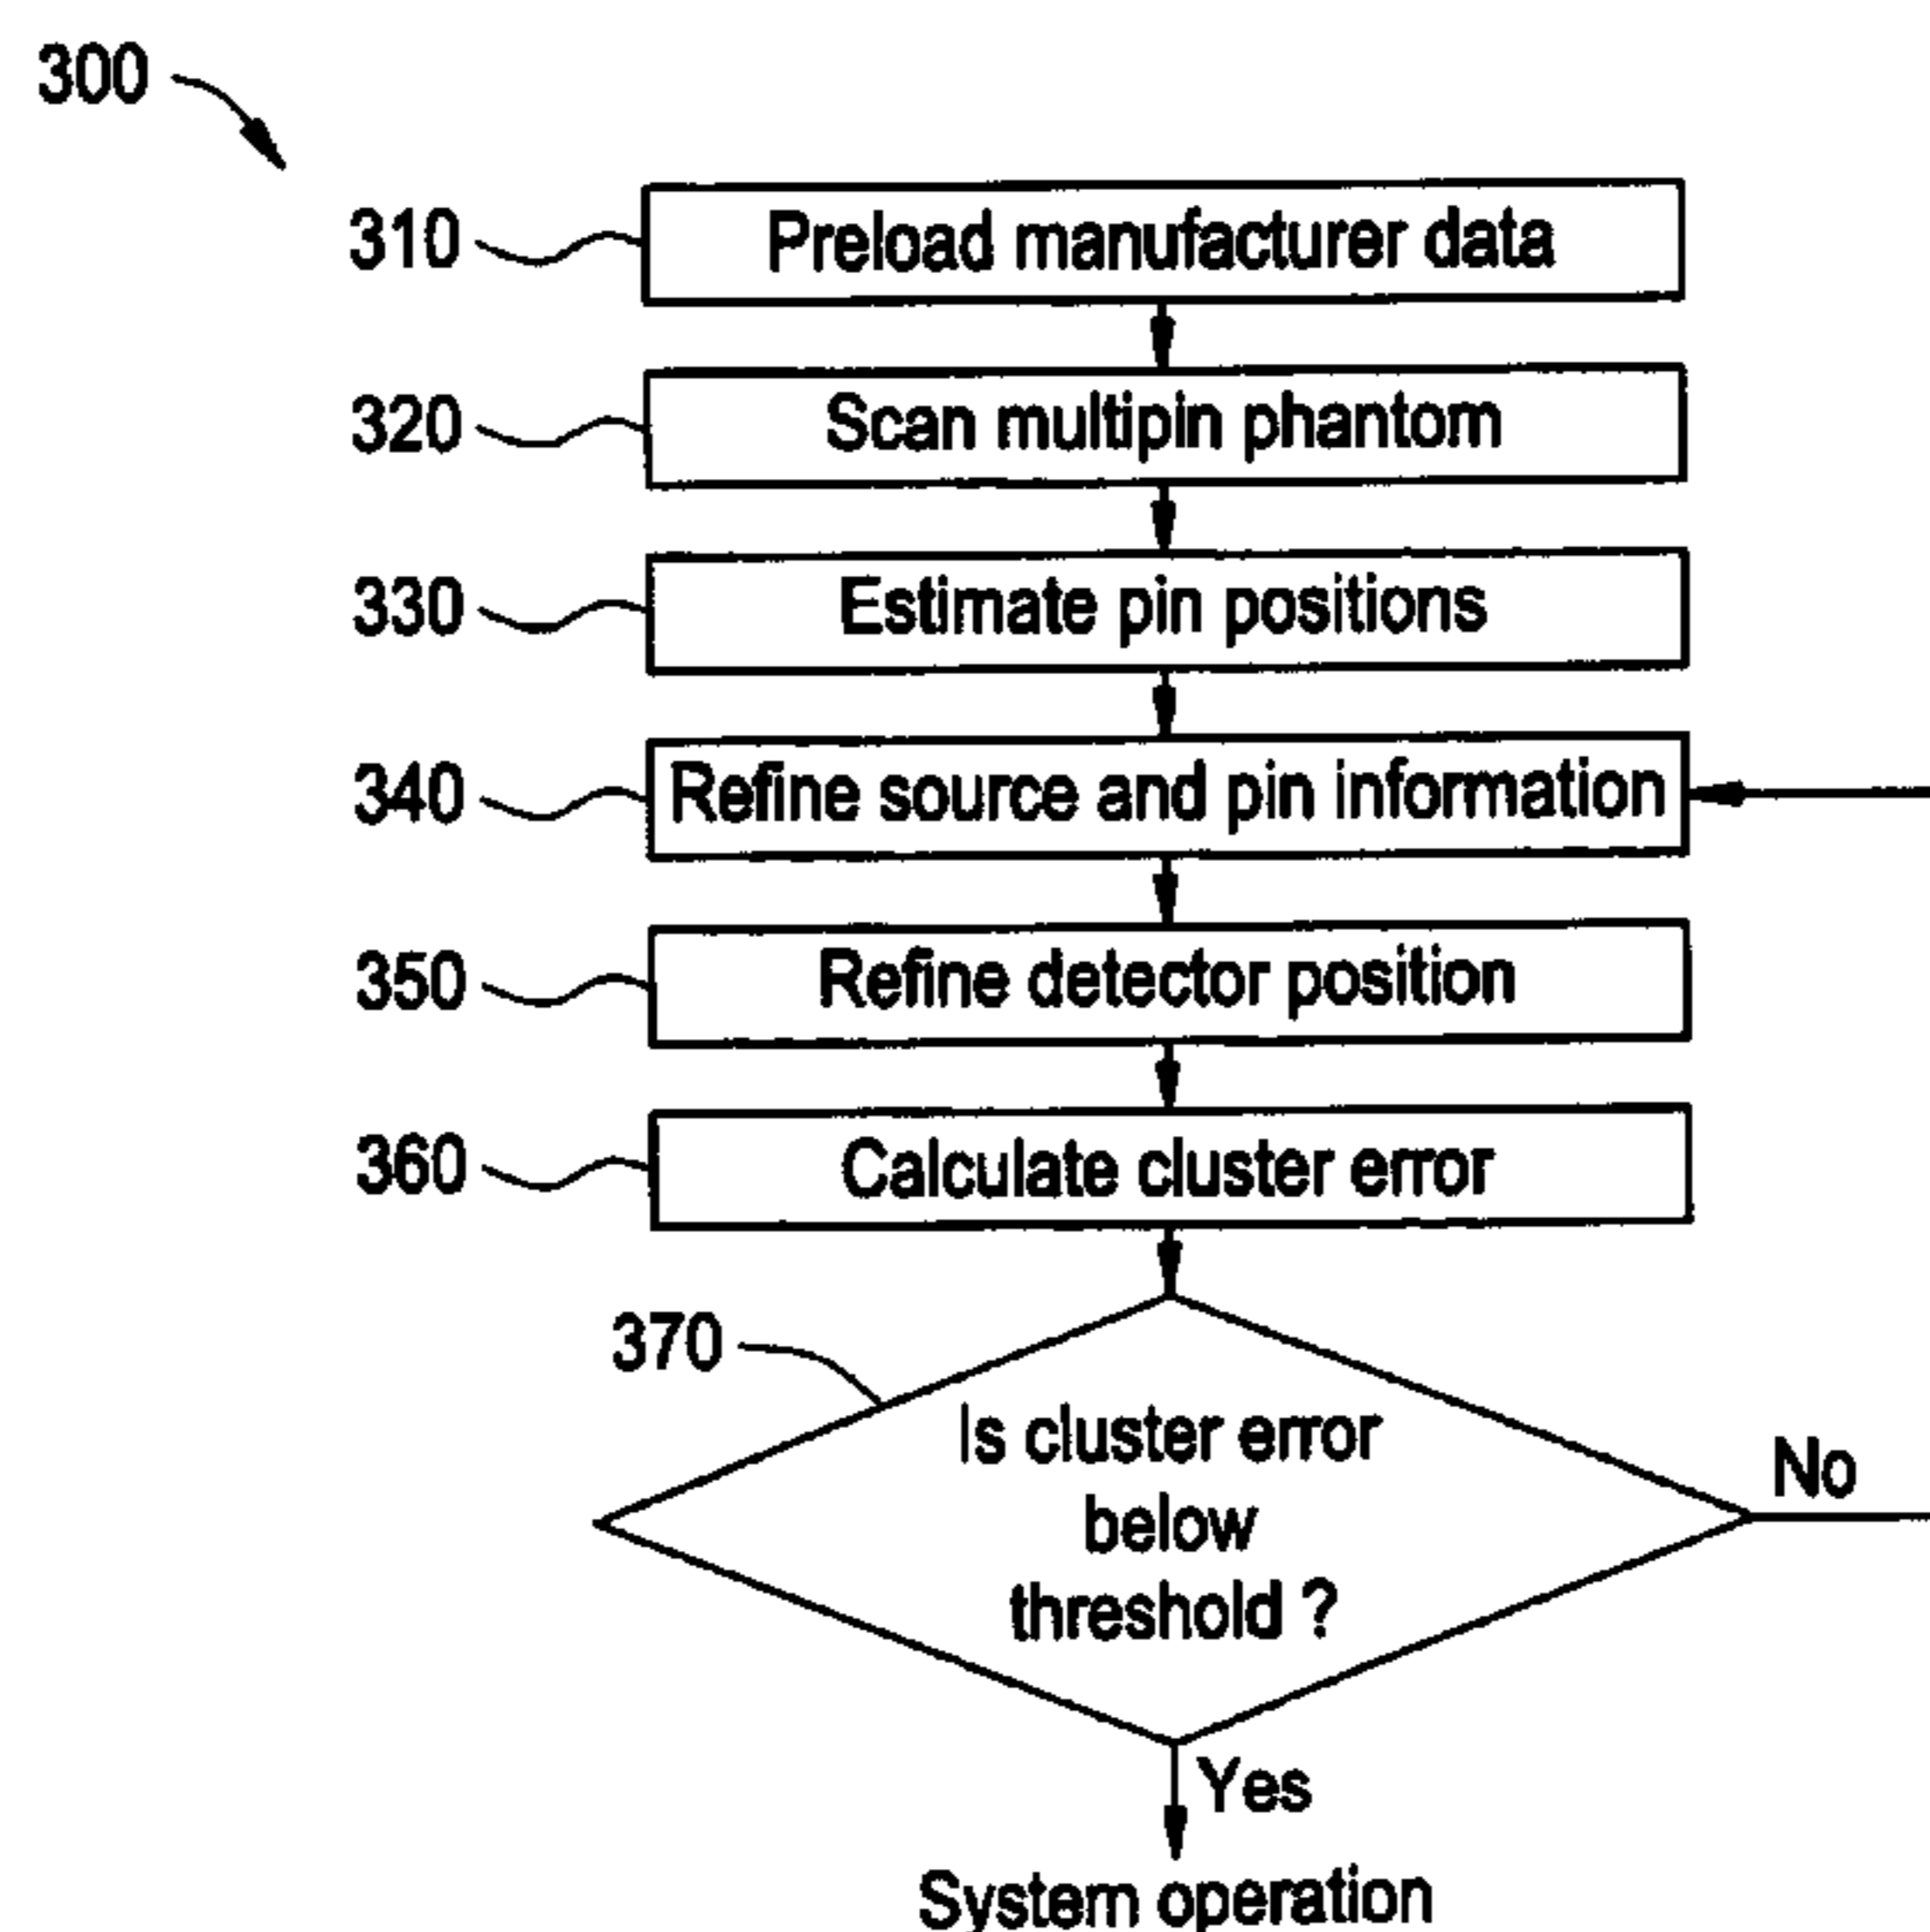 300
310 Preload manufacturer data
320 Scan multipin phantom
330 Estimate pin positions
340 Refine source and pin information
350 Refine detector position
360 Calculate cluster error
370
Is cluster error
below
threshold ?
No
Yes
System operation